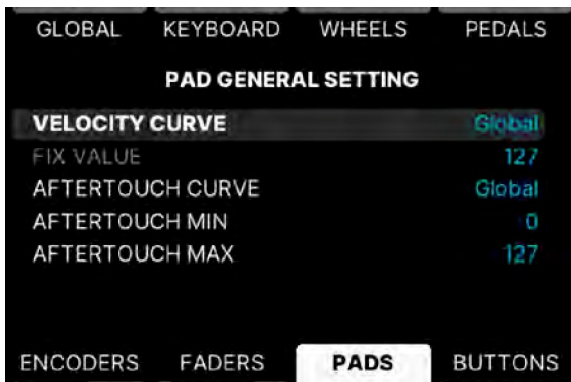 GLOBAL KEYBOARD WHEELS PEDALS
PAD GENERAL SETTING
VELOCITY CURVE Global
FIX VALUE 127
AFTERTOUCH CURVE Global
AFTERTOUCH MIN 0
AFTERTOUCH MAX 127
ENCODERS FADERS PADS BUTTONS